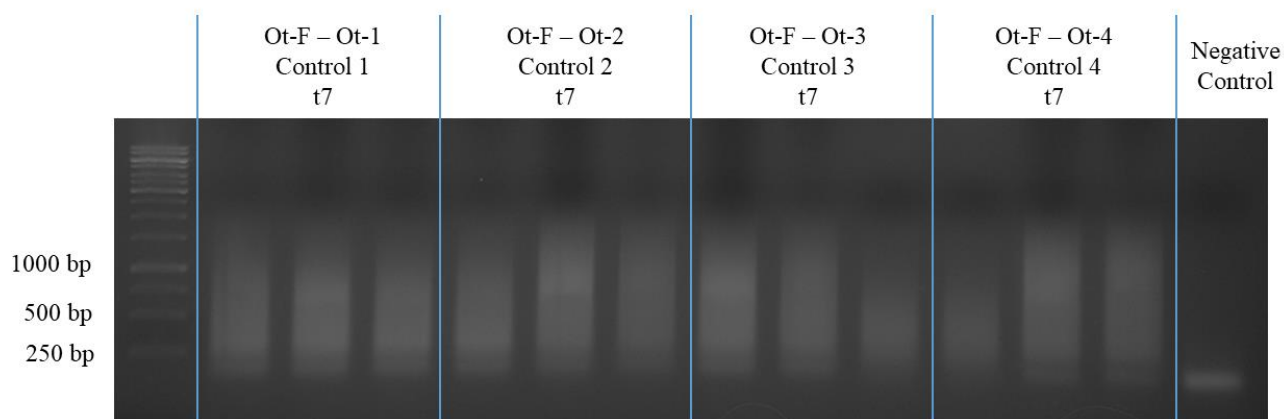 Ot-F – Ot-1
Control 1
t7
Ot-F – Ot-2
Control 2
t7
Ot-F – Ot-3
Control 3
t7
Ot-F – Ot-4
Control 4
t7
Negative
Control
1000 bp
500 bp
250 bp